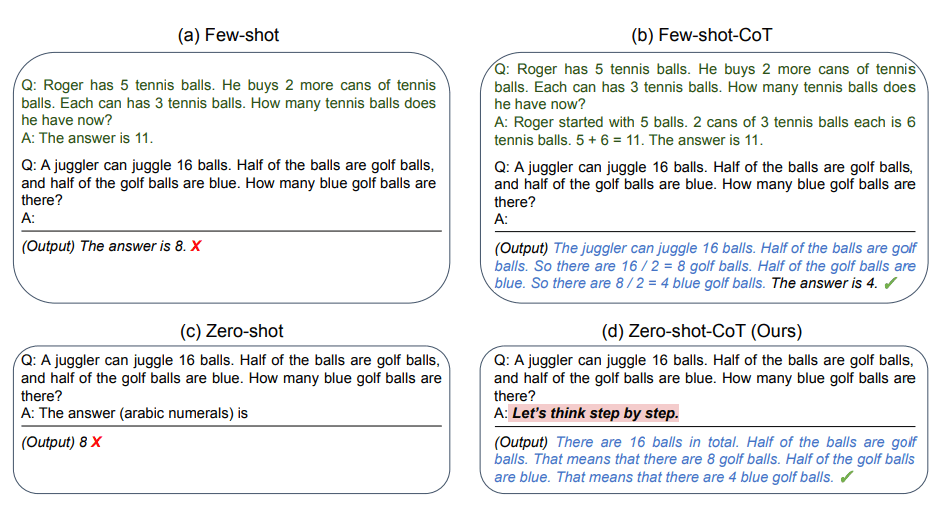 (a) Few-shot
Q: Roger has 5 tennis balls. He buys 2 more cans of tennis
balls. Each can has 3 tennis balls. How many tennis balls does
he have now?
A: The answer is 11.
Q: A juggler can juggle 16 balls. Half of the balls are golf balls,
and half of the golf balls are blue. How many blue golf balls are
there?
A:
(Output) The answer is 8. X
(b) Few-shot-CoT
Q: Roger has 5 tennis balls. He buys 2 more cans of tennis
balls. Each can has 3 tennis balls. How many tennis balls does
he have now?
A: Roger started with 5 balls. 2 cans of 3 tennis balls each is 6
tennis balls. 5 + 6 = 11. The answer is 11.
Q: A juggler can juggle 16 balls. Half of the balls are golf balls,
and half of the golf balls are blue. How many blue golf balls are
there?
A:
(Output) The juggler can juggle 16 balls. Half of the balls are golf
balls. So there are 16 / 2 = 8 golf balls. Half of the golf balls are
blue. So there are 8 / 2 = 4 blue golf balls. The answer is 4. ✓
(c) Zero-shot
Q: A juggler can juggle 16 balls. Half of the balls are golf balls,
and half of the golf balls are blue. How many blue golf balls are
there?
A: The answer (arabic numerals) is
(Output) 8 X
(d) Zero-shot-CoT (Ours)
Q: A juggler can juggle 16 balls. Half of the balls are golf balls,
and half of the golf balls are blue. How many blue golf balls are
there?
A: Let's think step by step.
(Output) There are 16 balls in total. Half of the balls are golf
balls. That means that there are 8 golf balls. Half of the golf balls
are blue. That means that there are 4 blue golf balls. ✓